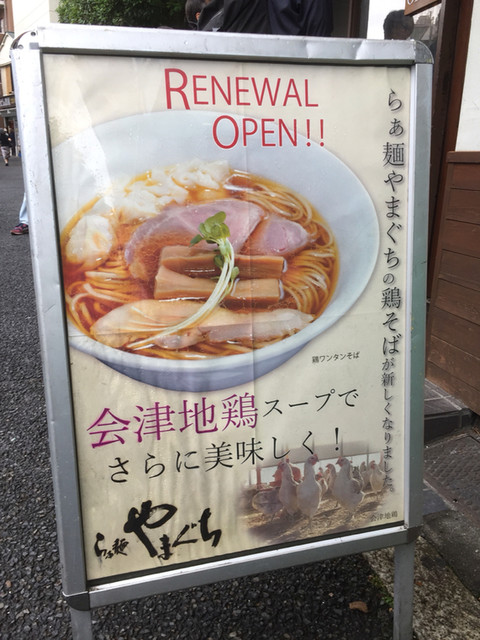 RENEWAL
OPEN!!
らぁ麺やまぐちの鶏そばが新しくなりました。
鶏ワンタンそば
会津地鶏スープで
さらに美味しく！
会津地鶏
らぁ麺 やまぐち